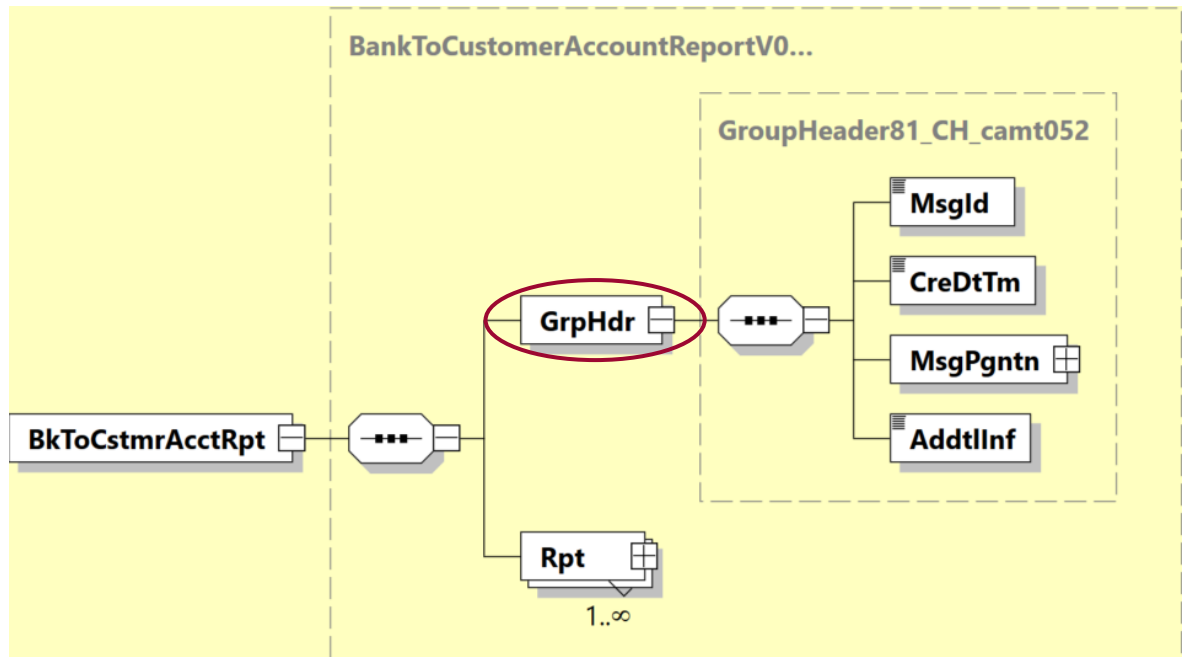 BankToCustomerAccountReportV0...
GroupHeader81_CH_camt052
MsgId
CreDtTm
GrpHdr
MsgPgntn
AddtlInf
BkToCstmrAcctRpt
Rpt
1..∞